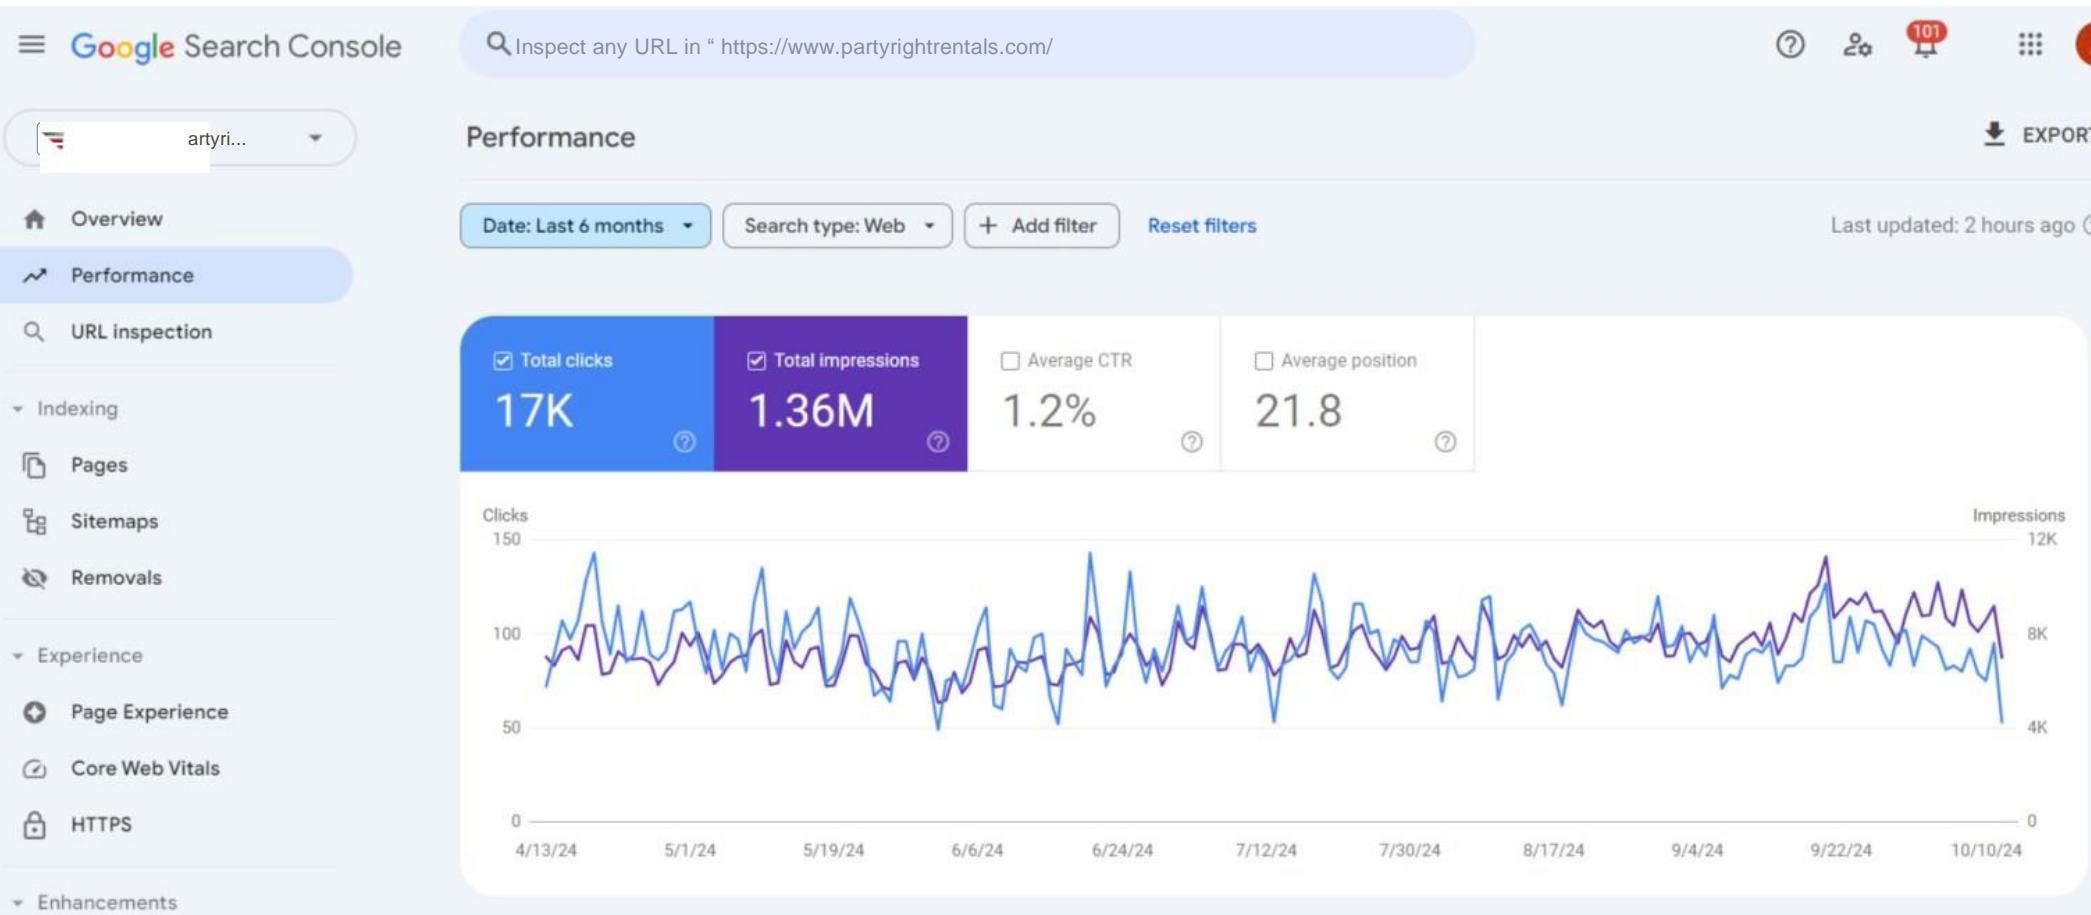 Google Search Console
Inspect any URL in “ https://www.partyrightrentals.com/
101
artyri...
Performance
EXPORT
Overview
Performance
URL inspection
Indexing
Pages
Sitemaps
Removals
Experience
Page Experience
Core Web Vitals
HTTPS
Enhancements
Date: Last 6 months
Search type: Web
+ Add filter
Reset filters
Last updated: 2 hours ago
Total clicks
17K
Total impressions
1.36M
Average CTR
1.2%
Average position
21.8
Clicks
Impressions
150
12K
100
8K
50
4K
0
0
4/13/24 5/1/24 5/19/24 6/6/24 6/24/24 7/12/24 7/30/24 8/17/24 9/4/24 9/22/24 10/10/24